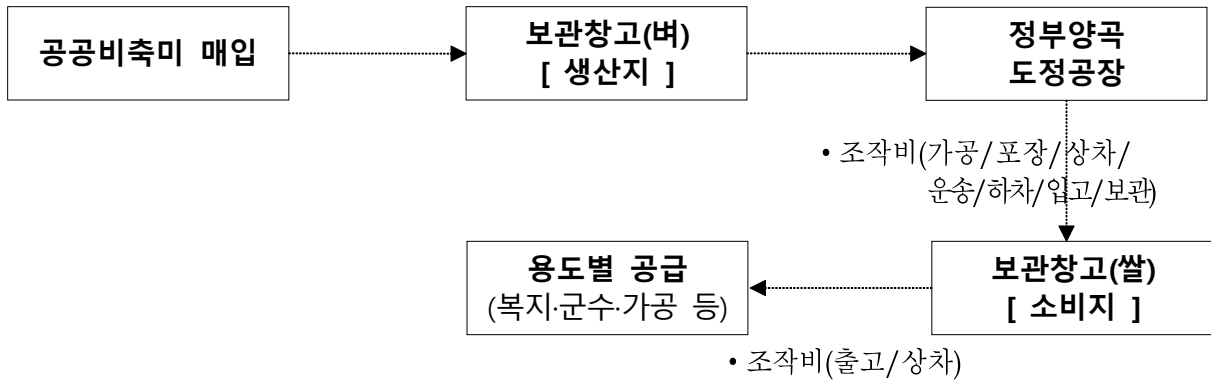 공공비축미 매입
보관창고(벼)
[ 생산지 ]
정부양곡
도정공장
• 조작비(가공/포장/상차/
운송/하차/입고/보관)
보관창고(쌀)
[ 소비지 ]
용도별 공급
(복지·군수·가공 등)
• 조작비(출고/상차)